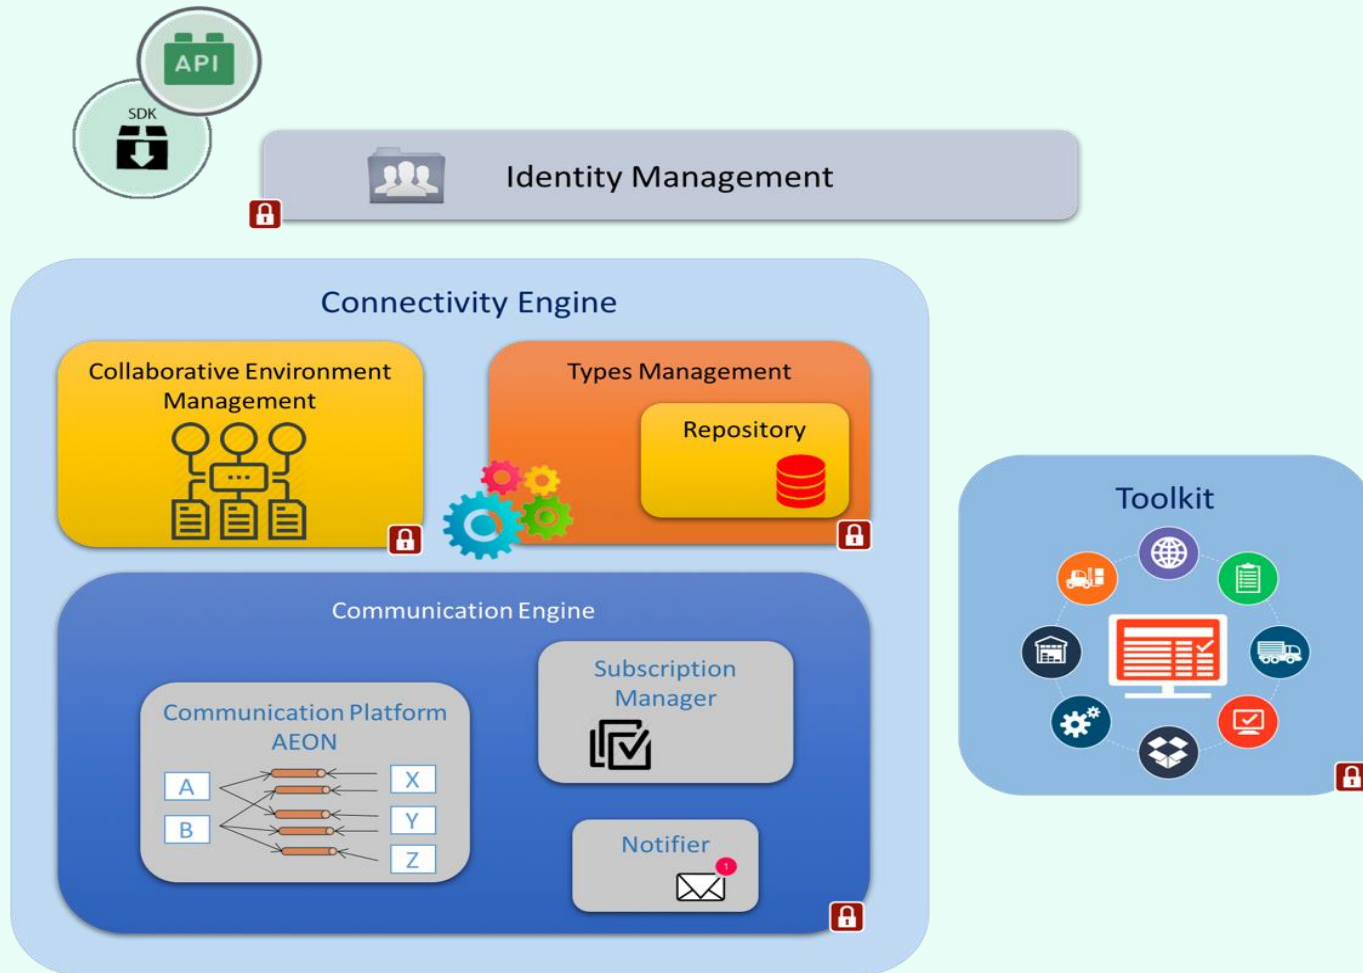 API
SDK
Identity Management
Connectivity Engine
Collaborative Environment
Management
Types Management
Repository
Communication Engine
Communication Platform
AEON
A
B
X
Y
Z
Subscription
Manager
Notifier
1
Toolkit